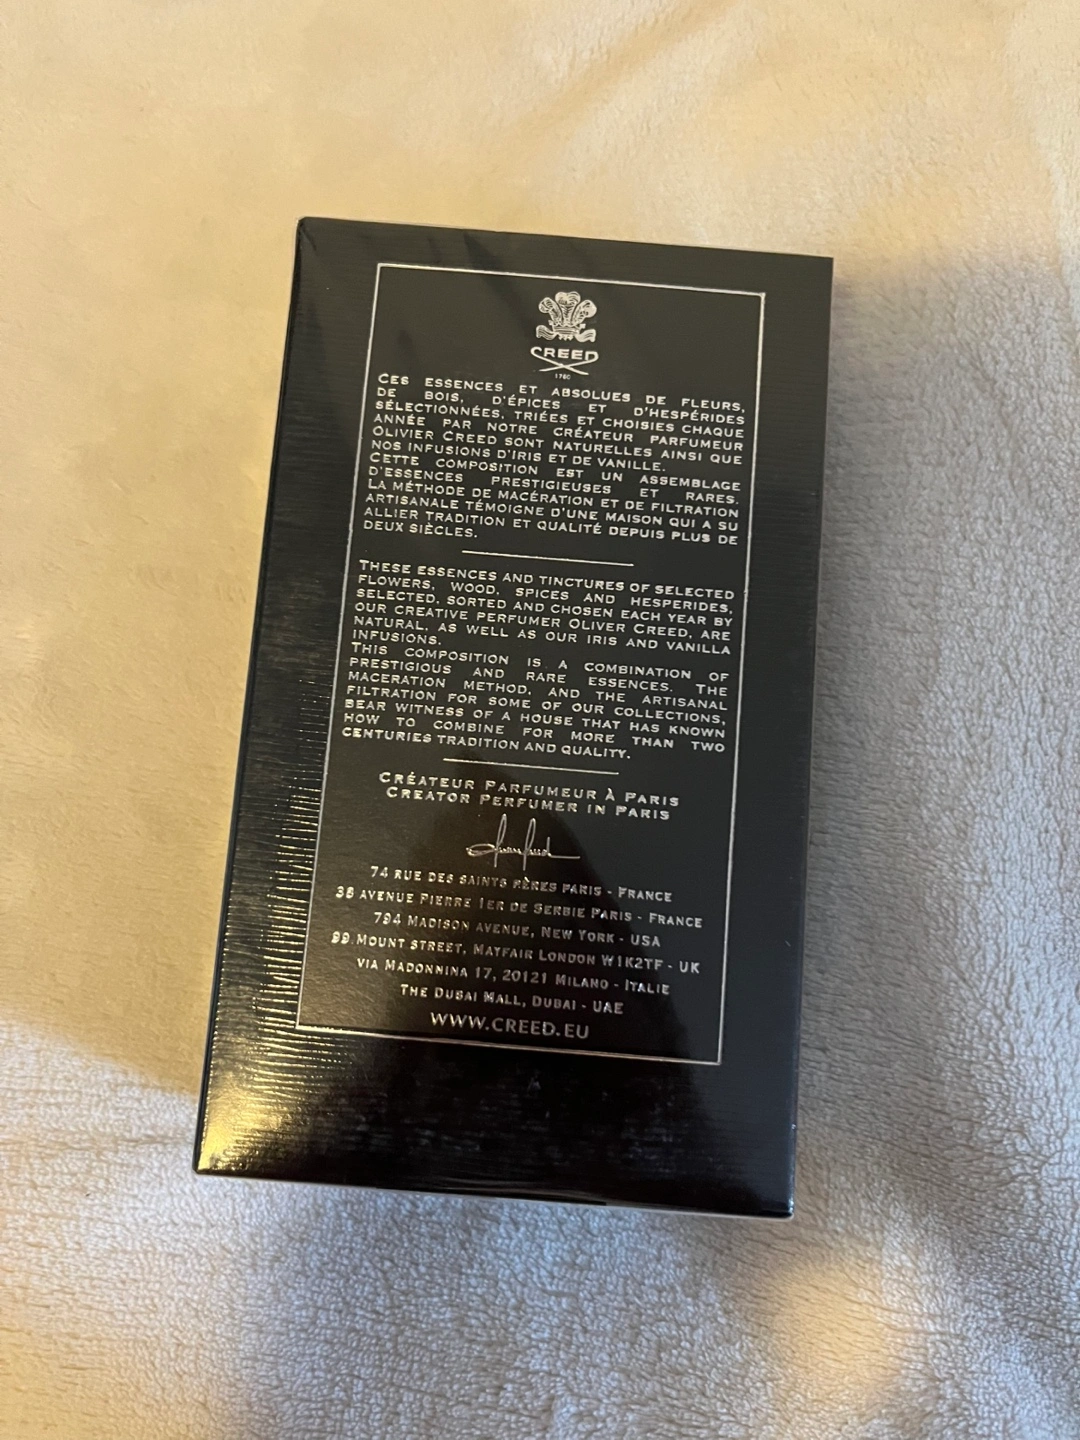 CREED
1760
CES ESSENCES ET ABSOLUES DE FLEURS,
DE BOIS, D'ÉPICES ET D'HESPÉRIDES
SÉLECTIONNÉES, TRIÉES ET CHOISIES CHAQUE
ANNÉE PAR NOTRE CRÉATEUR PARFUMEUR
OLIVIER CREED SONT NATURELLES AINSI QUE
NOS INFUSIONS D'IRIS ET DE VANILLE.
CETTE COMPOSITION EST UN ASSEMBLAGE
D'ESSENCES PRESTIGIEUSES ET RARES.
LA MÉTHODE DE MACÉRATION ET DE FILTRATION
ARTISANALE TÉMOIGNE D'UNE MAISON QUI A SU
ALLIER TRADITION ET QUALITÉ DEPUIS PLUS DE
DEUX SIÈCLES.
THESE ESSENCES AND TINCTURES OF SELECTED
FLOWERS, WOOD, SPICES AND HESPERIDES,
SELECTED, SORTED AND CHOSEN EACH YEAR BY
OUR CREATIVE PERFUMER OLIVER CREED, ARE
NATURAL, AS WELL AS OUR IRIS AND VANILLA
INFUSIONS.
THIS COMPOSITION IS A COMBINATION OF
PRESTIGIOUS AND RARE ESSENCES. THE
MACERATION METHOD, AND THE ARTISANAL
FILTRATION FOR SOME OF OUR COLLECTIONS,
BEAR WITNESS OF A HOUSE THAT HAS KNOWN
HOW TO COMBINE FOR MORE THAN TWO
CENTURIES TRADITION AND QUALITY.
CRÉATEUR PARFUMEUR À PARIS
CREATOR PERFUMER IN PARIS
74 RUE DES SAINTS PÈRES PARIS - FRANCE
38 AVENUE PIERRE 1ER DE SERBIE PARIS - FRANCE
794 MADISON AVENUE, NEW YORK - USA
99 MOUNT STREET, MAYFAIR LONDON W1K2TF - UK
VIA MADONNINA 17, 20121 MILANO - ITALIE
THE DUBAI MALL, DUBAI - UAE
WWW.CREED.EU